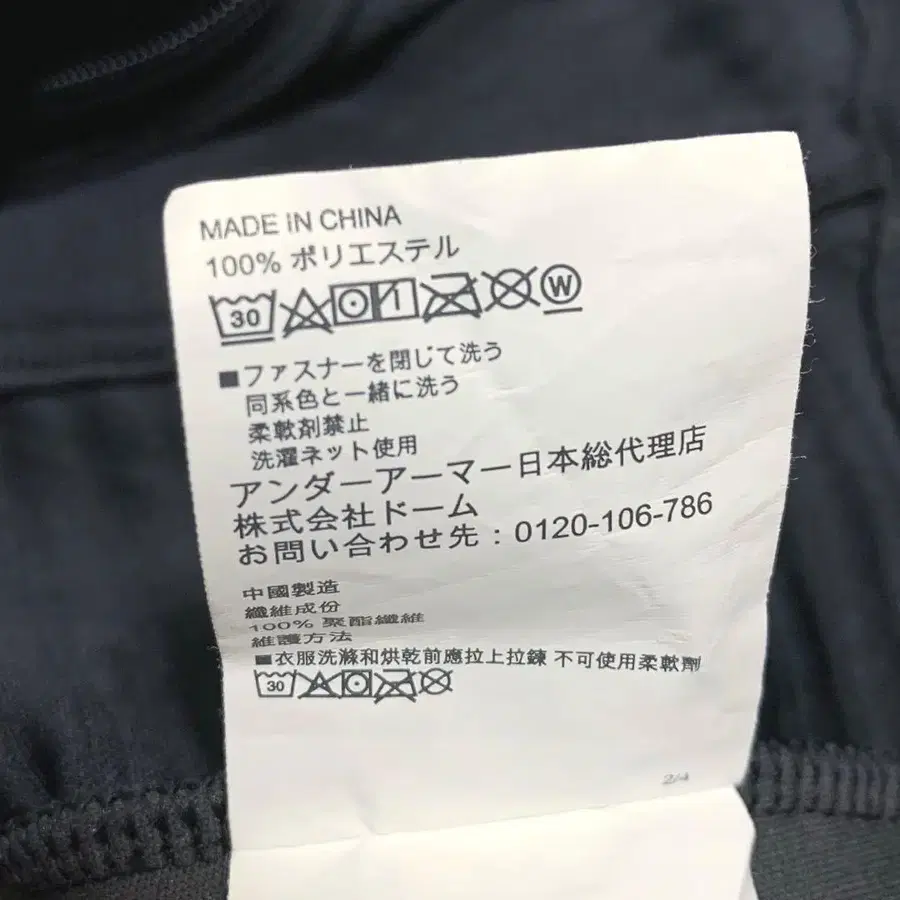 MADE IN CHINA
100% ポリエステル
30 W
■ファスナーを閉じて洗う
同系色と一緒に洗う
柔軟剤禁止
洗濯ネット使用
アンダーアーマー日本総代理店
株式会社ドーム
お問い合わせ先：0120-106-786
中國製造
纖維成份
100% 聚酯纖維
維護方法
■衣服洗滌和烘乾前應拉上拉鍊 不可使用柔軟劑
30
2/4